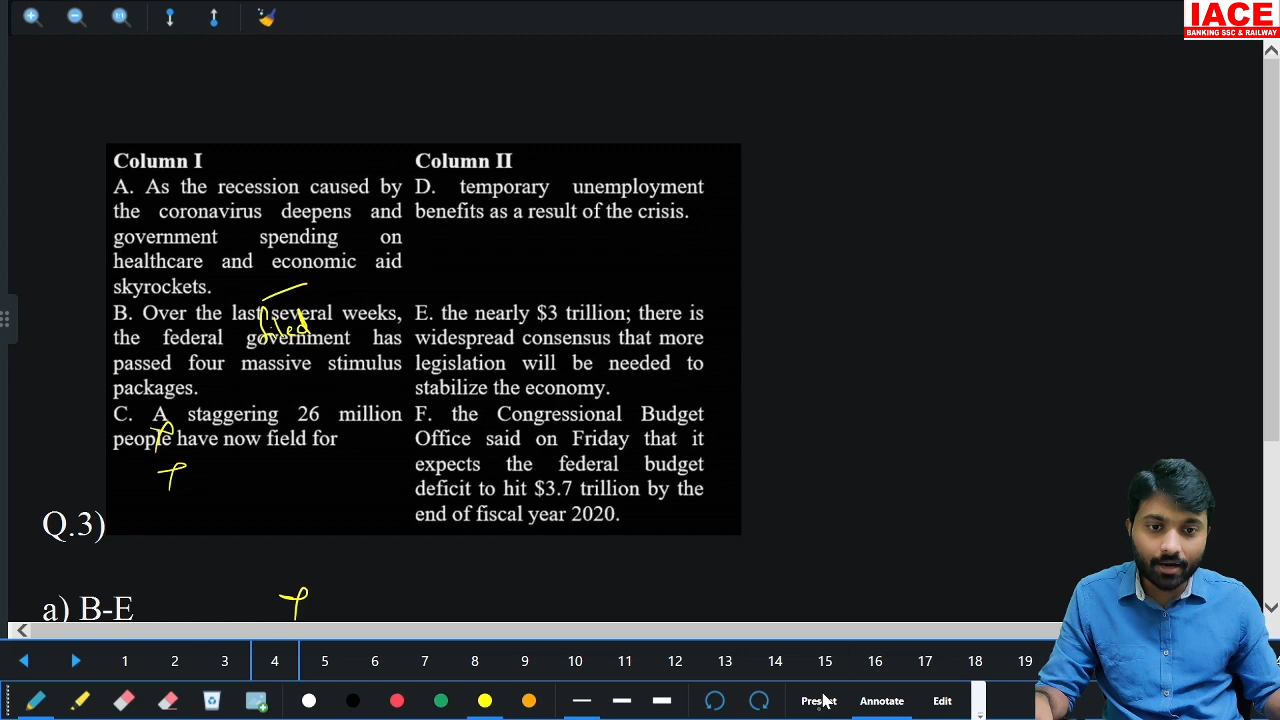 IACE
BANKING SSC & RAILWAY
Column I
A. As the recession caused by
the coronavirus deepens and
government spending on
healthcare and economic aid
skyrockets.
B. Over the last several weeks,
the federal government has
passed four massive stimulus
packages.
C. A staggering 26 million
people have now field for
filed
Column II
D. temporary unemployment
benefits as a result of the crisis.
E. the nearly $3 trillion; there is
widespread consensus that more
legislation will be needed to
stabilize the economy.
F. the Congressional Budget
Office said on Friday that it
expects the federal budget
deficit to hit $3.7 trillion by the
end of fiscal year 2020.
Q.3)
a) B-E
1 2 3 4 5 6 7 8 9 10 11 12 13 14 15 16 17 18 19
Present Annotate Edit